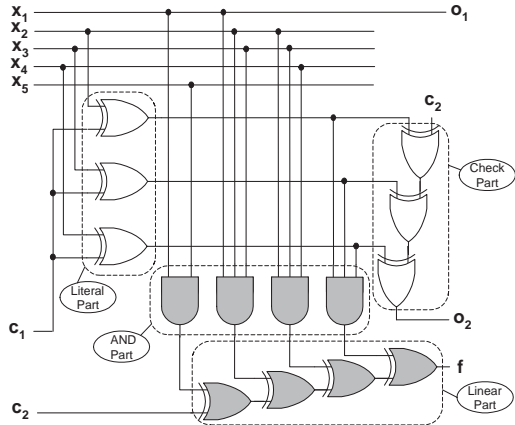 x₁ o₁
x₂
x₃
x₄
x₅
c₂
Check
Part
Literal
Part
c₁
AND
Part
o₂
f
Linear
Part
c₂